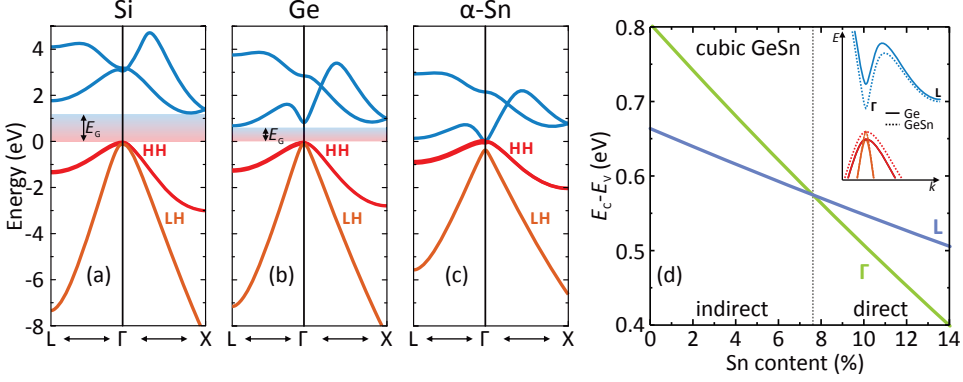 Si
Ge
α-Sn
Energy (eV)
4
2
0
-2
-4
-6
-8
E_G
HH
LH
(a)
L
Γ
X
E_G
HH
LH
(b)
L
Γ
X
HH
LH
(c)
L
Γ
X
E_C-E_V (eV)
0.8
0.7
0.6
0.5
0.4
cubic GeSn
E
L
Γ
Ge
GeSn
k
L
Γ
(d)
indirect
direct
0
2
4
6
8
10
12
14
Sn content (%)